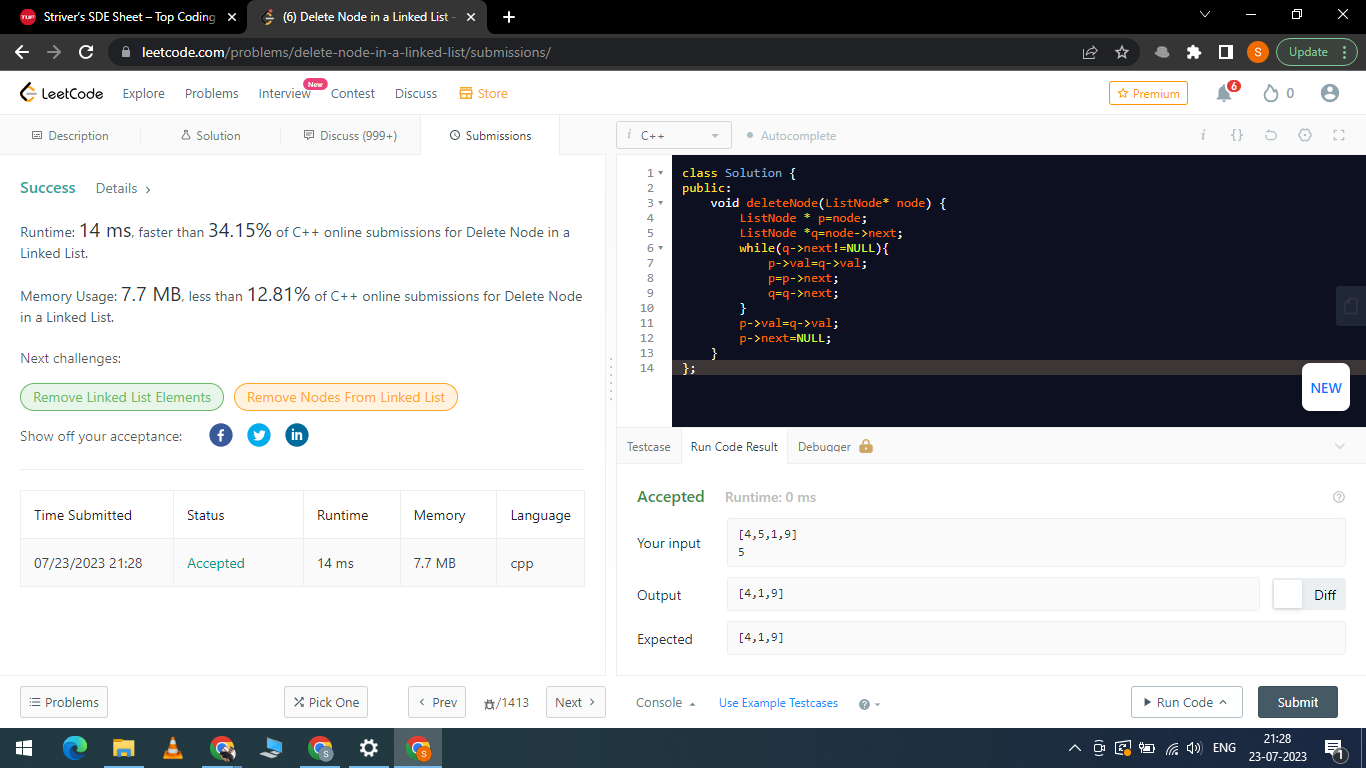 Striver's SDE Sheet – Top Coding
(6) Delete Node in a Linked List -
leetcode.com/problems/delete-node-in-a-linked-list/submissions/
S
Update
LeetCode
Explore
Problems
Interview
New
Contest
Discuss
Store
Premium
6
0
Description
Solution
Discuss (999+)
Submissions
i
C++
Autocomplete
i
{}
Success
Details
Runtime: 14 ms, faster than 34.15% of C++ online submissions for Delete Node in a
Linked List.
Memory Usage: 7.7 MB, less than 12.81% of C++ online submissions for Delete Node
in a Linked List.
Next challenges:
Remove Linked List Elements
Remove Nodes From Linked List
Show off your acceptance:
Time Submitted Status Runtime Memory Language
07/23/2023 21:28 Accepted 14 ms 7.7 MB cpp
1 class Solution {
2 public:
3     void deleteNode(ListNode* node) {
4         ListNode * p=node;
5         ListNode *q=node->next;
6         while(q->next!=NULL){
7             p->val=q->val;
8             p=p->next;
9             q=q->next;
10         }
11         p->val=q->val;
12         p->next=NULL;
13     }
14 };
NEW
Testcase
Run Code Result
Debugger
Accepted
Runtime: 0 ms
Your input
[4,5,1,9]
5
Output
[4,1,9]
Diff
Expected
[4,1,9]
Problems
Pick One
Prev
/1413
Next
Console
Use Example Testcases
Run Code
Submit
ENG
21:28
23-07-2023
1